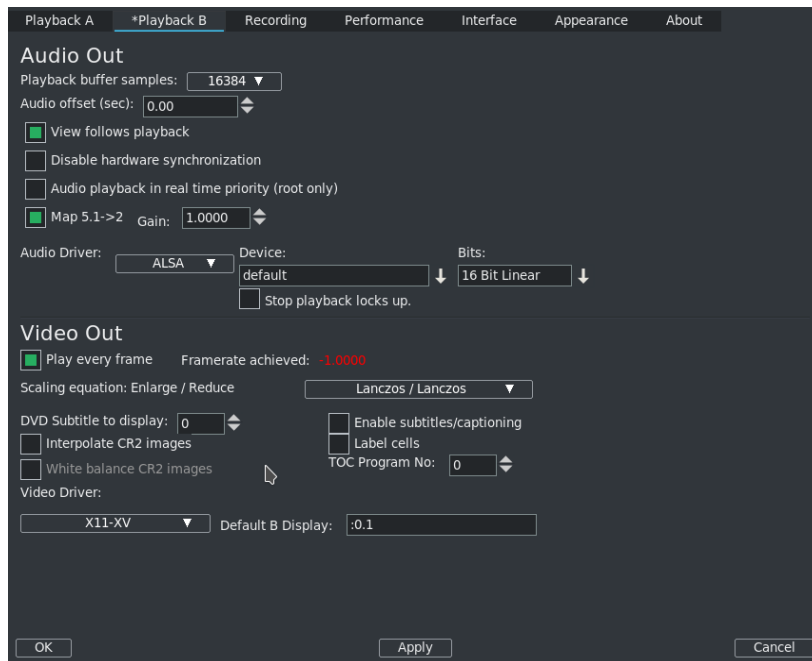 Playback A *Playback B Recording Performance Interface Appearance About
Audio Out
Playback buffer samples: 16384
Audio offset (sec): 0.00
View follows playback
Disable hardware synchronization
Audio playback in real time priority (root only)
Map 5.1->2 Gain: 1.0000
Audio Driver: ALSA Device: Bits:
default 16 Bit Linear
Stop playback locks up.
Video Out
Play every frame Framerate achieved: -1.0000
Scaling equation: Enlarge / Reduce Lanczos / Lanczos
DVD Subtitle to display: 0 Enable subtitles/captioning
Interpolate CR2 images Label cells
White balance CR2 images TOC Program No: 0
Video Driver:
X11-XV Default B Display: :0.1
OK Apply Cancel